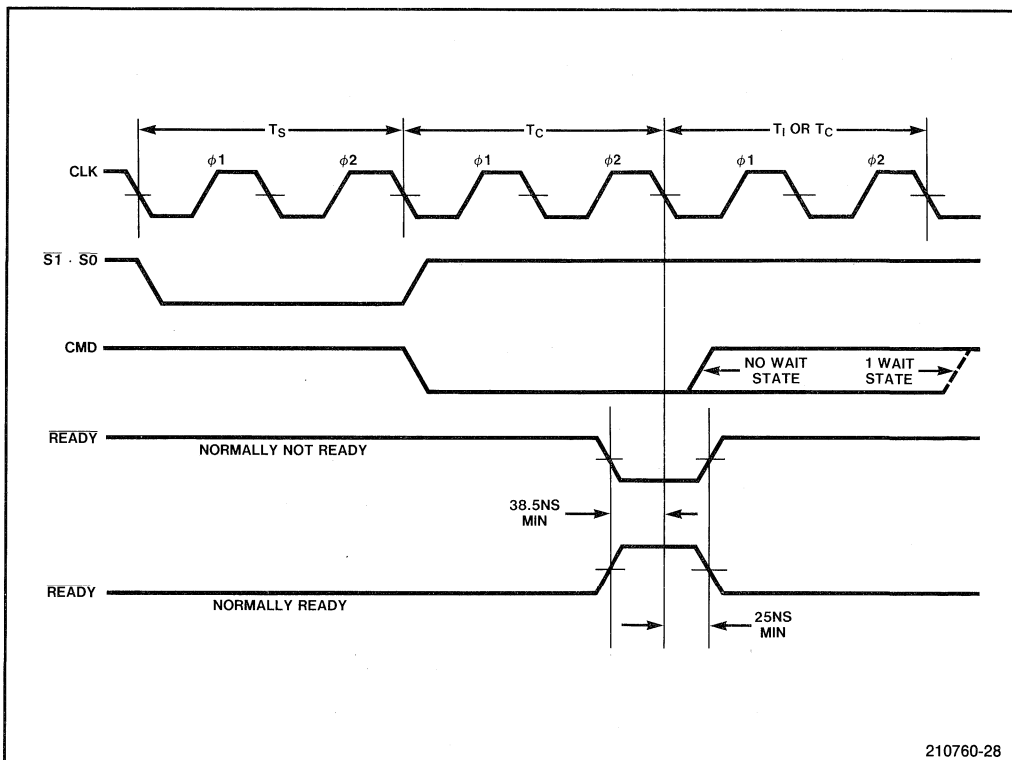 T_S T_C T_I OR T_C
ϕ1 ϕ2 ϕ1 ϕ2 ϕ1 ϕ2
CLK
S̅1̅ · S̅0̅
CMD
NO WAIT STATE
1 WAIT STATE
R̅E̅A̅D̅Y̅
NORMALLY NOT READY
38.5NS MIN
R̅E̅A̅D̅Y̅
NORMALLY READY
25NS MIN
210760-28